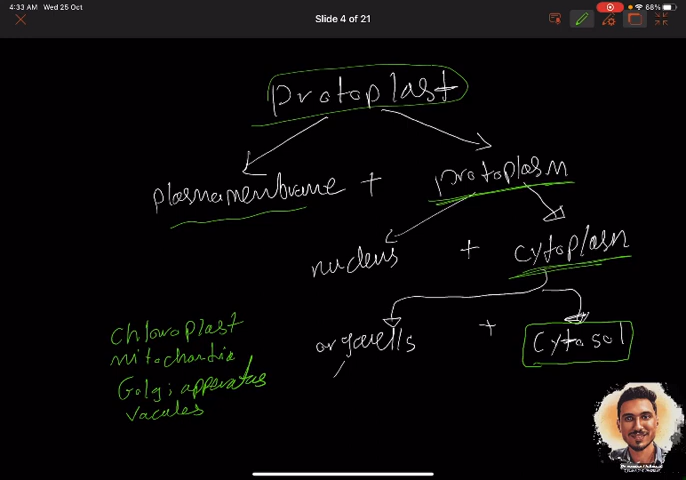 4:33 AM Wed 25 Oct
68%
Slide 4 of 21
protoplast
plasmamembrane + protoplasm
nucleus + cytoplasm
organells + Cytosol
chloroplast
mitochondria
Golgi apparatus
vacules